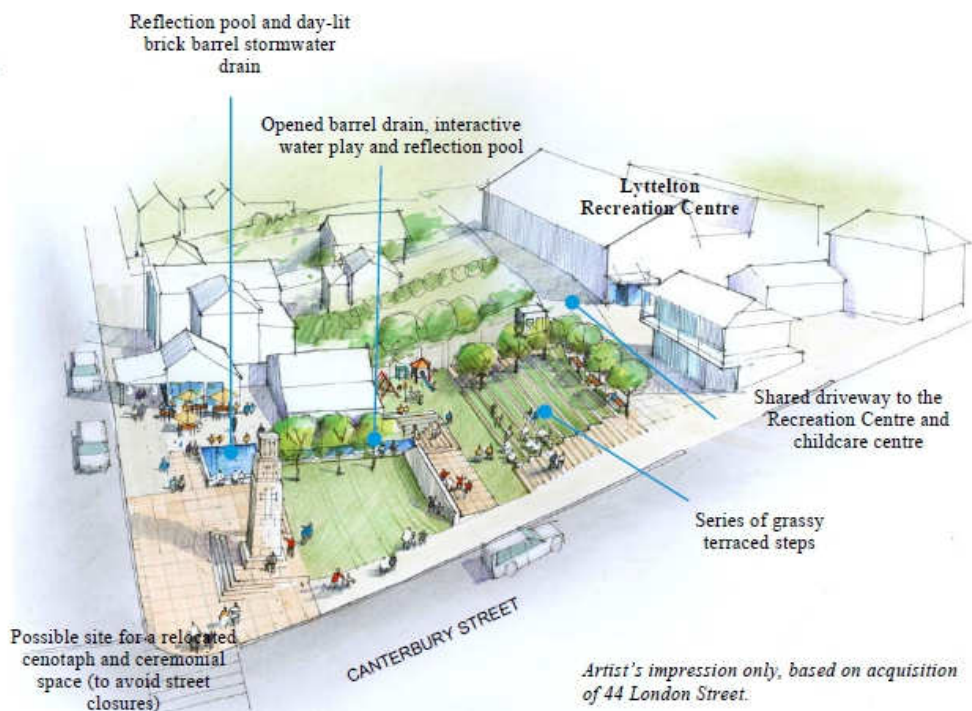 Reflection pool and day-lit
brick barrel stormwater
drain
Opened barrel drain, interactive
water play and reflection pool
Lyttelton
Recreation Centre
Shared driveway to the
Recreation Centre and
childcare centre
Series of grassy
terraced steps
Possible site for a relocated
cenotaph and ceremonial
space (to avoid street
closures)
CANTERBURY STREET
Artist's impression only, based on acquisition
of 44 London Street.